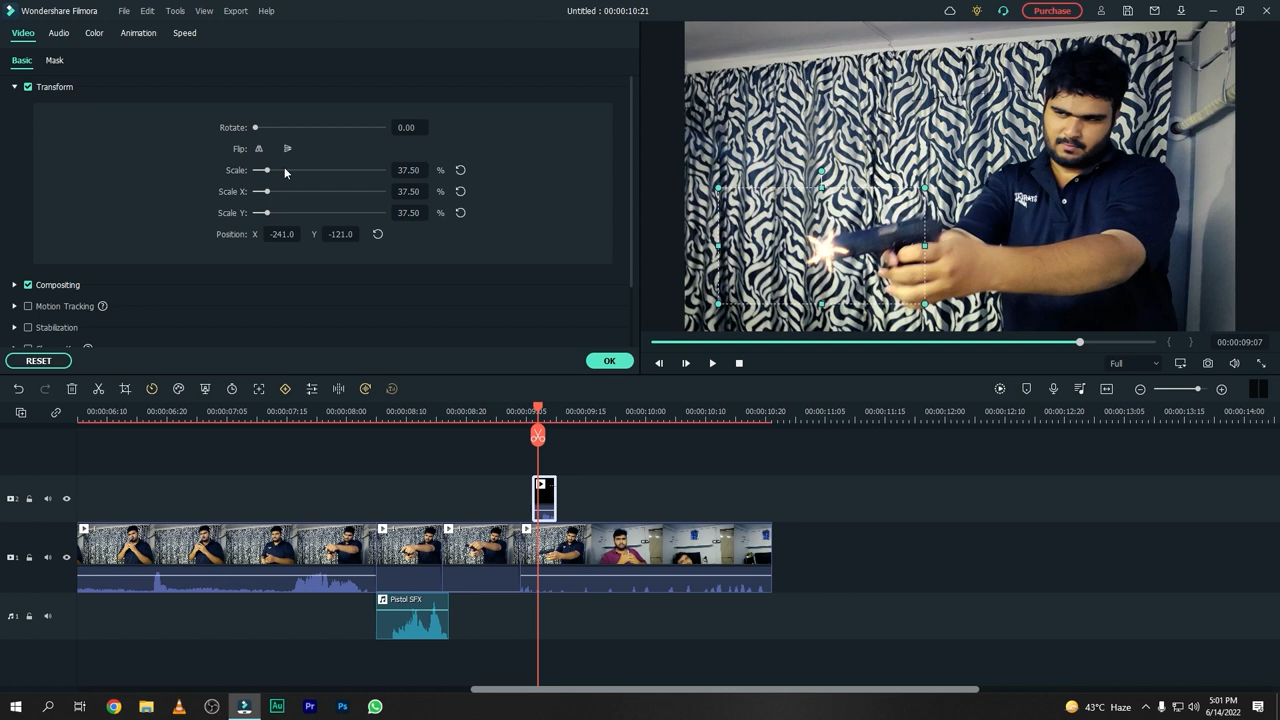 Wondershare Filmora File Edit Tools View Export Help Untitled : 00:00:10:21 Purchase
Video Audio Color Animation Speed
Basic Mask
Transform
Rotate: 0.00
Flip:
Scale: 37.50 %
Scale X: 37.50 %
Scale Y: 37.50 %
Position: X -241.0 Y -121.0
Compositing
Motion Tracking
Stabilization
RESET OK
00:00:09:07
Full
00:00:06:10 00:00:06:20 00:00:07:05 00:00:07:15 00:00:08:00 00:00:08:10 00:00:08:20 00:00:09:05 00:00:09:15 00:00:10:00 00:00:10:10 00:00:10:20 00:00:11:05 00:00:11:15 00:00:12:00 00:00:12:10 00:00:12:20 00:00:13:05 00:00:13:15 00:00:14:00
2
1
Pistol SFX
1
Au Pr Ps 43°C Haze 5:01 PM
6/14/2022